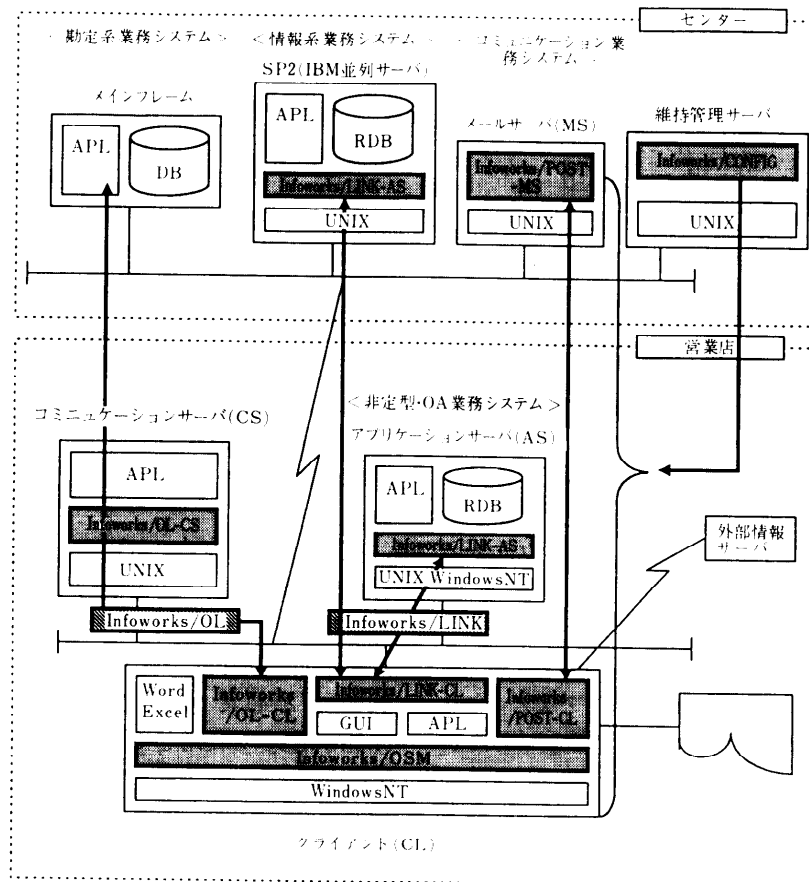 センター
勘定系業務システム＞
＜情報系業務システム
コミュニケーション業
務システム
SP2(IBM並列サーバ)
メインフレーム
メールサーバ(MS)
維持管理サーバ
APL
DB
APL
RDB
Infoworks/LINK-AS
UNIX
Infoworks/POST
-MS
UNIX
Infoworks/CONFIG
UNIX
営業店
コミニュケーションサーバ(CS)
APL
Infoworks/OL-CS
UNIX
＜非定型・OA業務システム＞
アプリケーションサーバ(AS)
APL
RDB
Infoworks/LINK-AS
UNIX WindowsNT
外部情報
サーバ
Infoworks/OL
Infoworks/LINK
Word
Excel
Infoworks
/OL-CL
Infoworks/LINK-CL
GUI
APL
Infoworks
/POST-CL
Infoworks/OSM
WindowsNT
クライアント(CL)